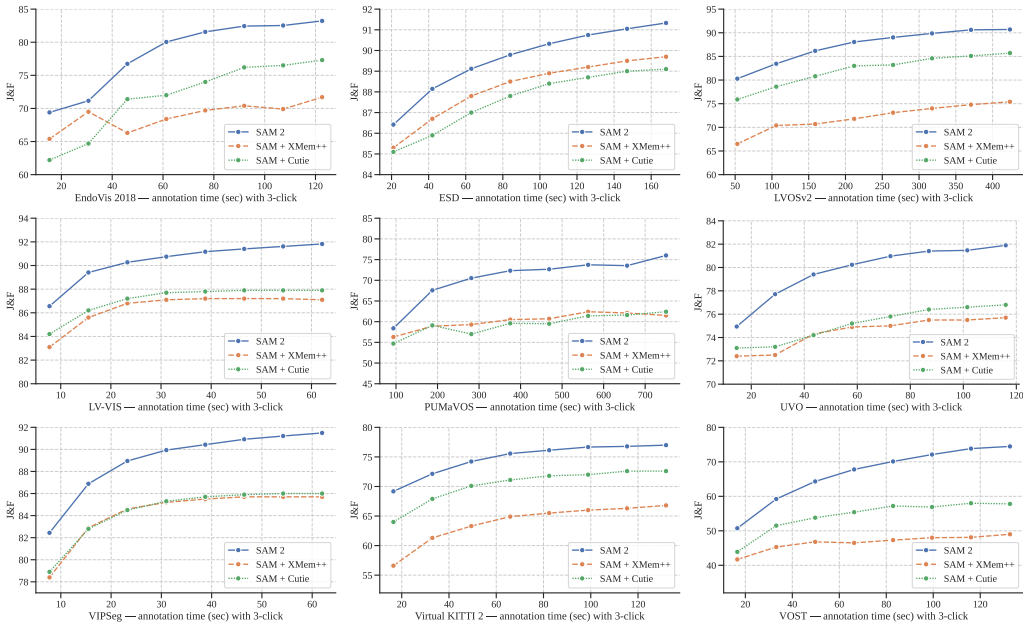 85
80
75
70
65
60
J&F
20 40 60 80 100 120
EndoVis 2018 — annotation time (sec) with 3-click
SAM 2
SAM + XMem++
SAM + Cutie
92
91
90
89
88
87
86
85
84
J&F
20 40 60 80 100 120 140 160
ESD — annotation time (sec) with 3-click
SAM 2
SAM + XMem++
SAM + Cutie
95
90
85
80
75
70
65
60
J&F
50 100 150 200 250 300 350 400
LVOSv2 — annotation time (sec) with 3-click
SAM 2
SAM + XMem++
SAM + Cutie
94
92
90
88
86
84
82
80
J&F
10 20 30 40 50 60
LV-VIS — annotation time (sec) with 3-click
SAM 2
SAM + XMem++
SAM + Cutie
85
80
75
70
65
60
55
50
45
J&F
100 200 300 400 500 600 700
PUMaVOS — annotation time (sec) with 3-click
SAM 2
SAM + XMem++
SAM + Cutie
84
82
80
78
76
74
72
70
J&F
20 40 60 80 100 120
UVO — annotation time (sec) with 3-click
SAM 2
SAM + XMem++
SAM + Cutie
92
90
88
86
84
82
80
78
J&F
10 20 30 40 50 60
VIPSeg — annotation time (sec) with 3-click
SAM 2
SAM + XMem++
SAM + Cutie
80
75
70
65
60
55
J&F
20 40 60 80 100 120
Virtual KITTI 2 — annotation time (sec) with 3-click
SAM 2
SAM + XMem++
SAM + Cutie
80
70
60
50
40
J&F
20 40 60 80 100 120
VOST — annotation time (sec) with 3-click
SAM 2
SAM + XMem++
SAM + Cutie